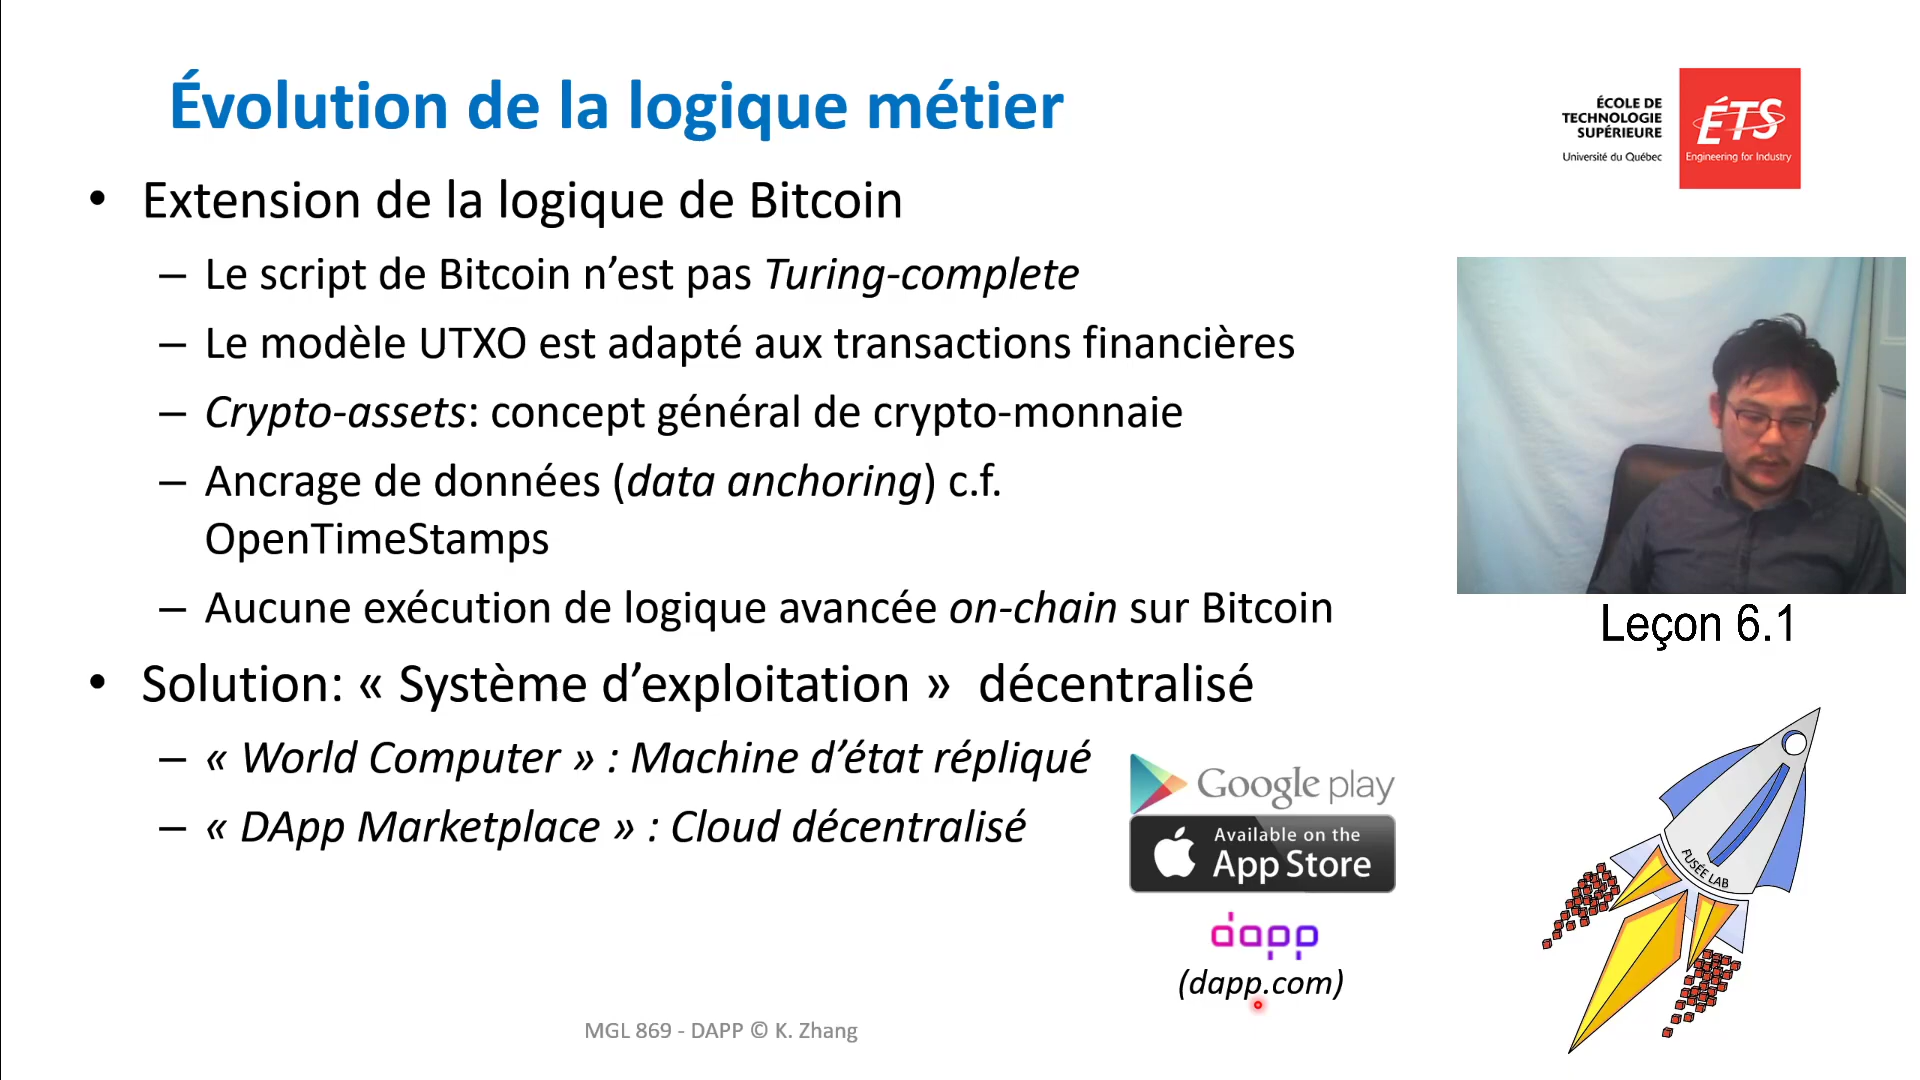 Évolution de la logique métier
ÉCOLE DE
TECHNOLOGIE
SUPÉRIEURE
Université du Québec
ÉTS
Engineering for Industry
• Extension de la logique de Bitcoin
– Le script de Bitcoin n’est pas Turing-complete
– Le modèle UTXO est adapté aux transactions financières
– Crypto-assets: concept général de crypto-monnaie
– Ancrage de données (data anchoring) c.f.
OpenTimeStamps
– Aucune exécution de logique avancée on-chain sur Bitcoin
Leçon 6.1
• Solution: « Système d’exploitation »  décentralisé
– « World Computer » : Machine d’état répliqué
– « DApp Marketplace » : Cloud décentralisé
Google play
Available on the
App Store
dapp
(dapp.com)
FUSÉE LAB
MGL 869 - DAPP © K. Zhang